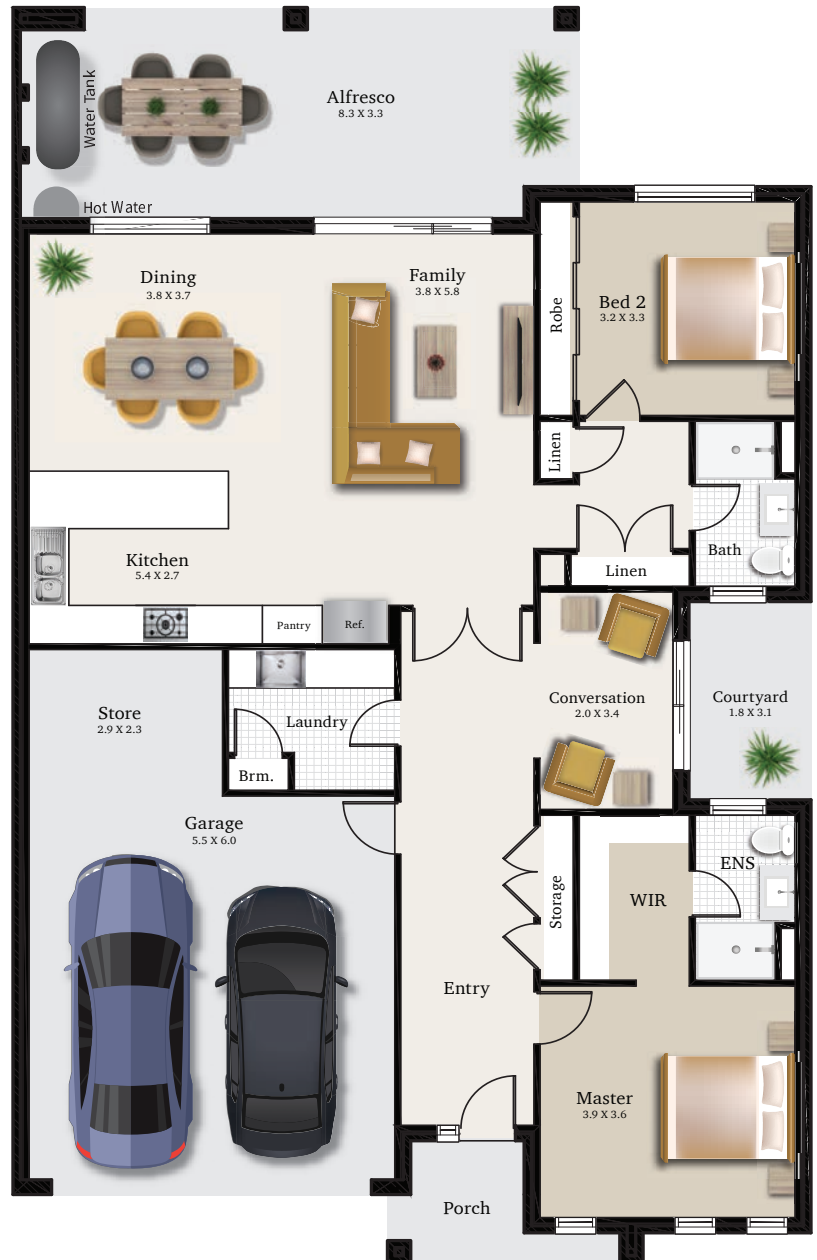 Water Tank
Alfresco
8.3 X 3.3
Hot Water
Dining
3.8 X 3.7
Family
3.8 X 5.8
Robe
Bed 2
3.2 X 3.3
Linen
Kitchen
5.4 X 2.7
Bath
Linen
Pantry
Ref.
Store
2.9 X 2.3
Laundry
Brm.
Conversation
2.0 X 3.4
Courtyard
1.8 X 3.1
Garage
5.5 X 6.0
Storage
WIR
ENS
Entry
Master
3.9 X 3.6
Porch